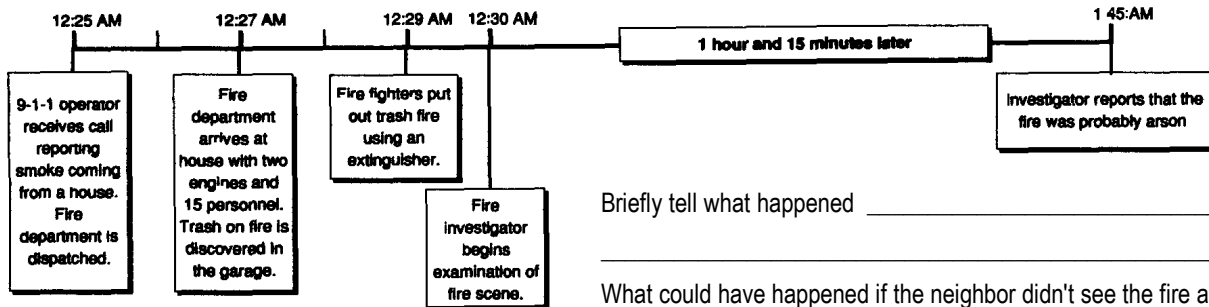 12:25 AM
12:27 AM
12:29 AM
12:30 AM
1 45:AM
1 hour and 15 minutes later
9-1-1 operator
receives call
reporting
smoke coming
from a house.
Fire
department is
dispatched.
Fire
department
arrives at
house with two
engines and
15 personnel.
Trash on fire is
discovered in
the garage.
Fire fighters put
out trash fire
using an
extinguisher.
Fire
investigator
begins
examination of
fire scene.
Investigator reports that the
fire was probably arson
Briefly tell what happened
What could have happened if the neighbor didn't see the fire a